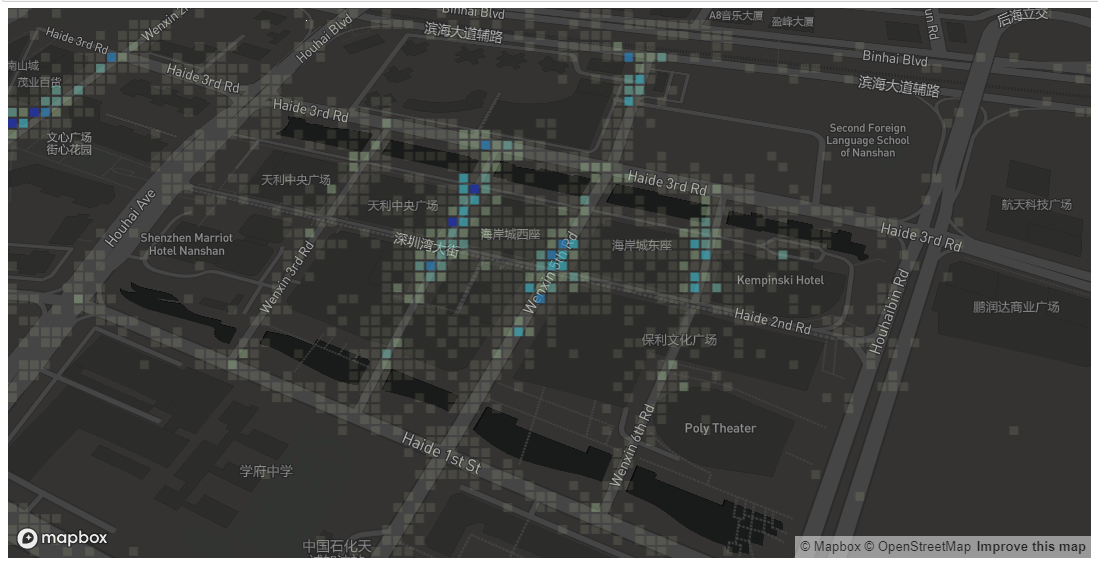 Binhai Blvd
A8音乐大厦
盈峰大厦
后海立交
un Rd
Haide 3rd Rd
Wenxin 2
Houhai Blvd
滨海大道辅路
Binhai Blvd
滨海大道辅路
南山城
茂业百货
Haide 3rd Rd
Haide 3rd Rd
文心广场
街心花园
Second Foreign
Language School
of Nanshan
天利中央广场
Haide 3rd Rd
天利中央广场
航天科技广场
Houhai Ave
Shenzhen Marriot
Hotel Nanshan
深圳湾大街
海岸城西座
海岸城东座
Haide 3rd Rd
Wenxin 3rd Rd
Wenxin 5th Rd
Kempinski Hotel
Houhaibin Rd
鹏润达商业广场
Haide 2nd Rd
保利文化广场
Poly Theater
Wenxin 6th Rd
Haide 1st St
学府中学
中国石化天
mapbox
© Mapbox © OpenStreetMap Improve this map